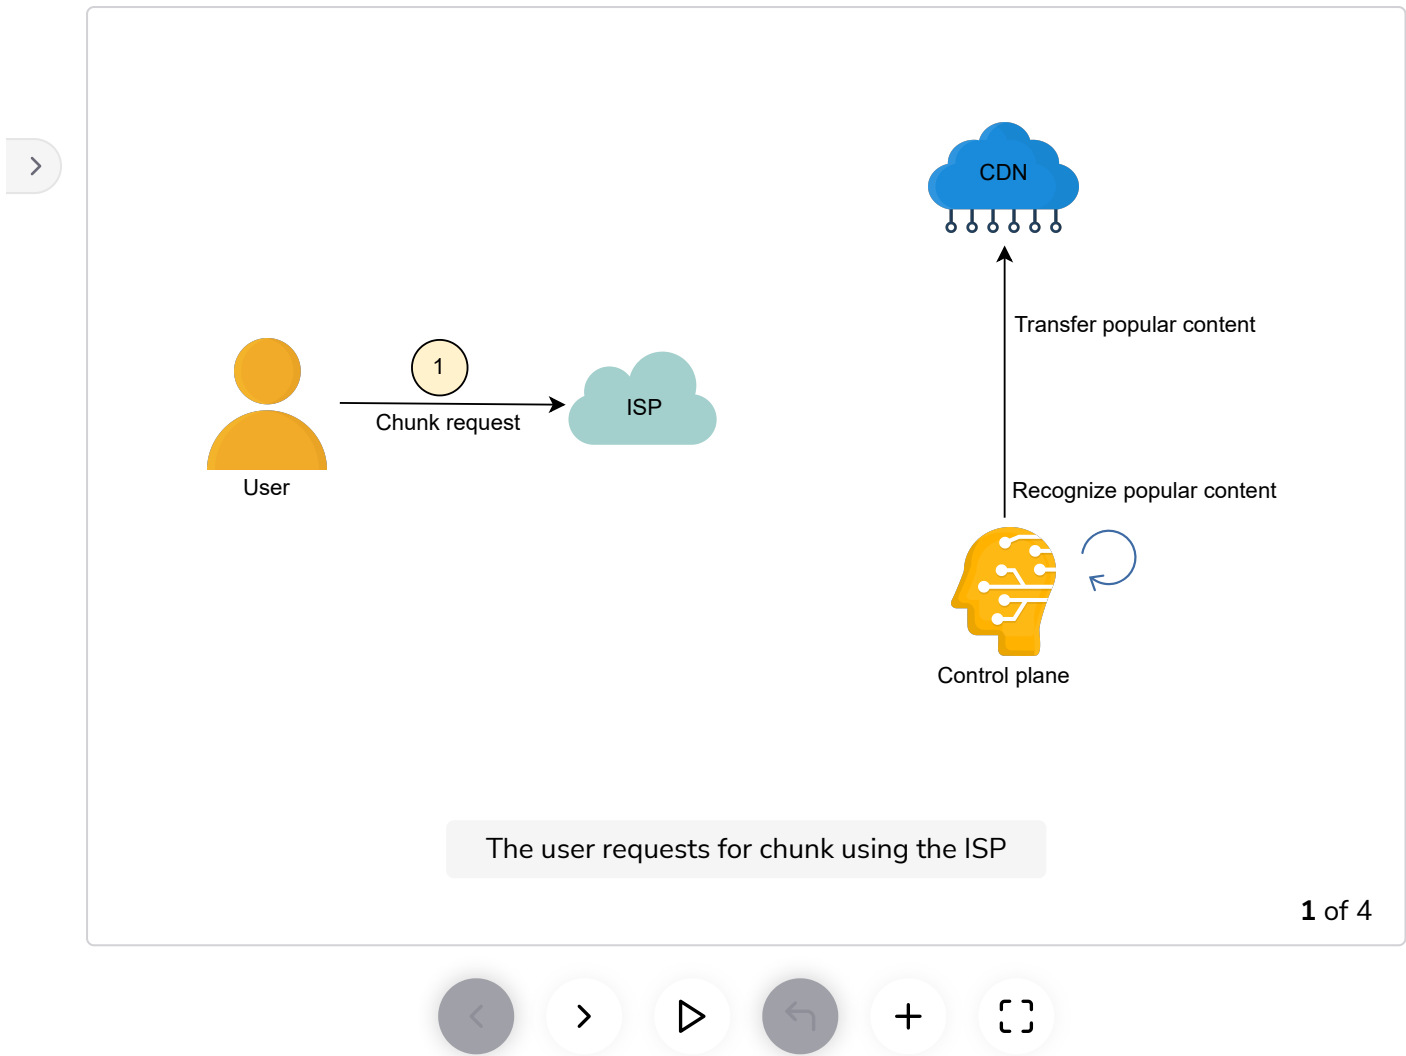 CDN
Transfer popular content
1
Chunk request
ISP
User
Recognize popular content
Control plane
The user requests for chunk using the ISP
1 of 4